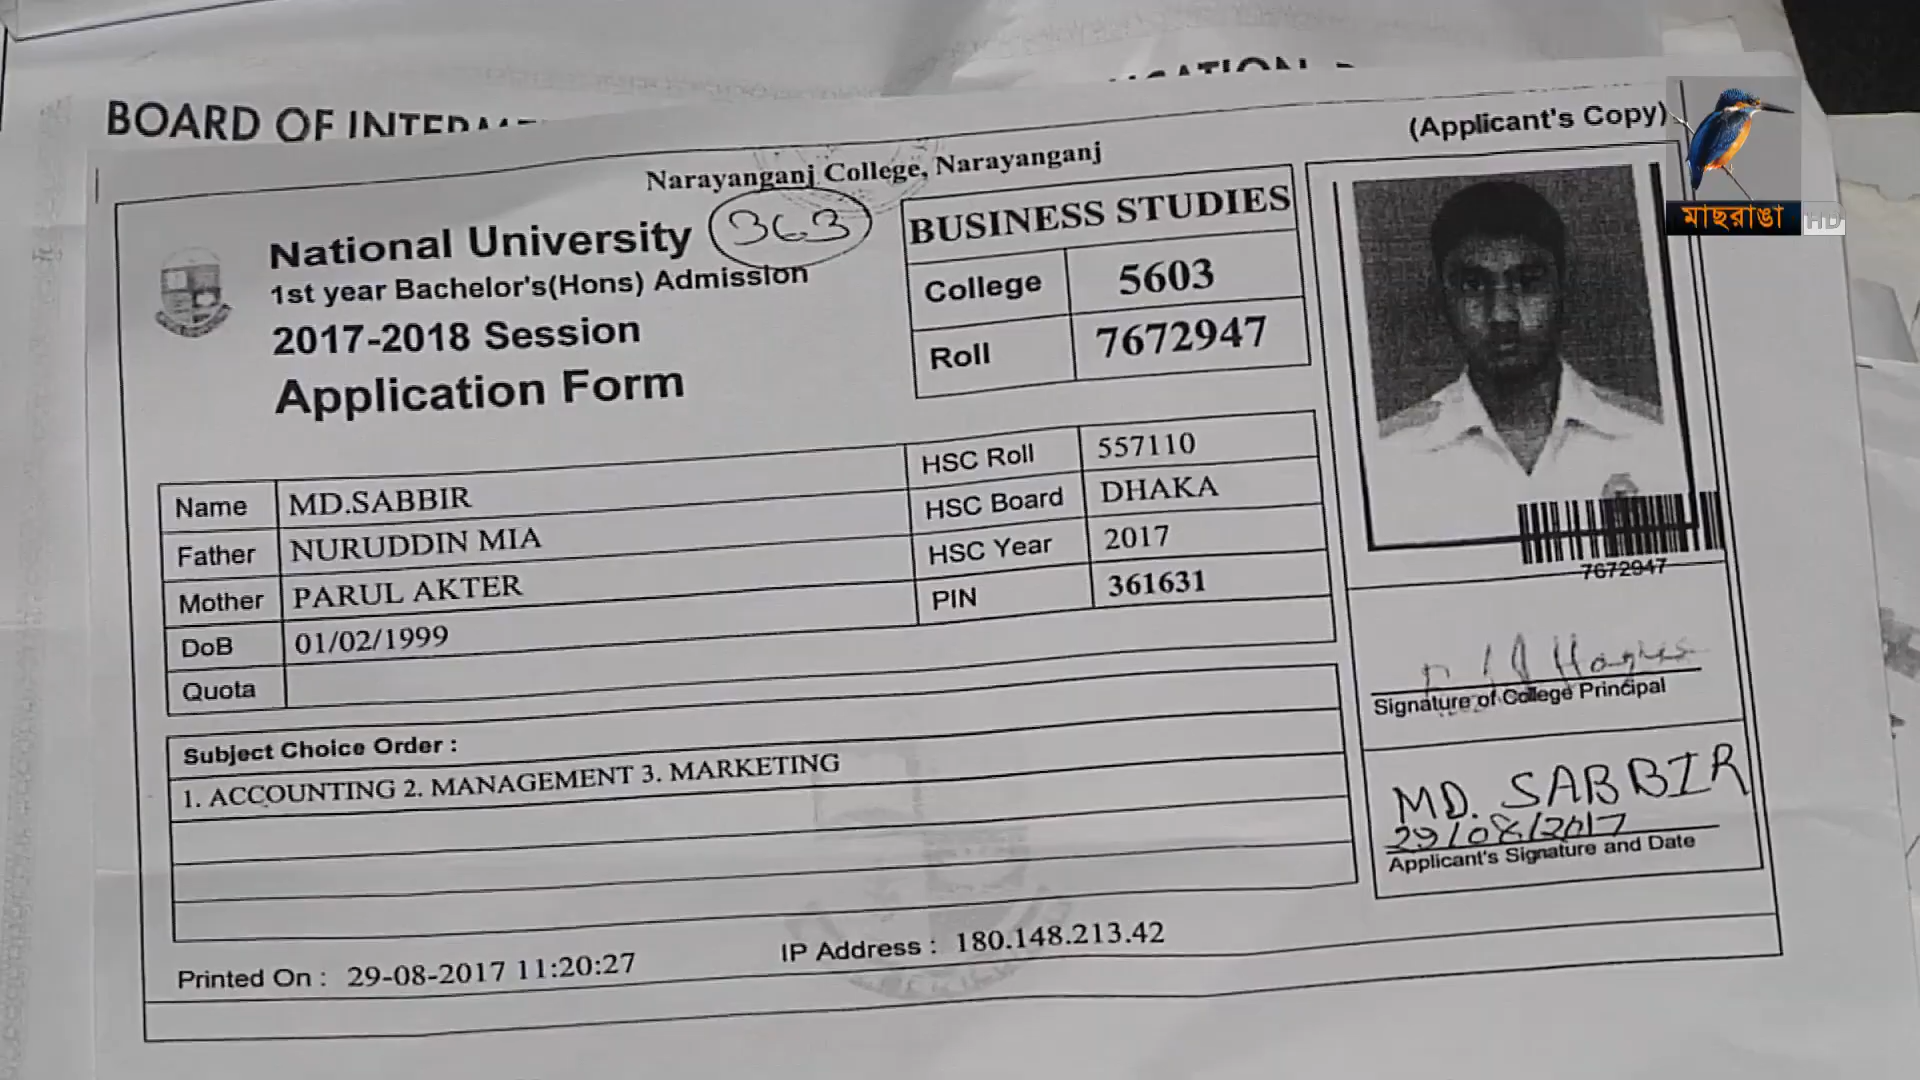 BOARD OF
(Applicant's Copy)
মাছরাঙা HD
Narayanganj College, Narayanganj
National University 363
1st year Bachelor's(Hons) Admission
2017-2018 Session
Application Form
BUSINESS STUDIES
College 5603
Roll 7672947
Name MD.SABBIR
Father NURUDDIN MIA
Mother PARUL AKTER
DoB 01/02/1999
Quota
HSC Roll 557110
HSC Board DHAKA
HSC Year 2017
PIN 361631
7672947
Signature of College Principal
MD. SABBIR
29/08/2017
Applicant's Signature and Date
Subject Choice Order :
1. ACCOUNTING 2. MANAGEMENT 3. MARKETING
Printed On : 29-08-2017 11:20:27
IP Address : 180.148.213.42